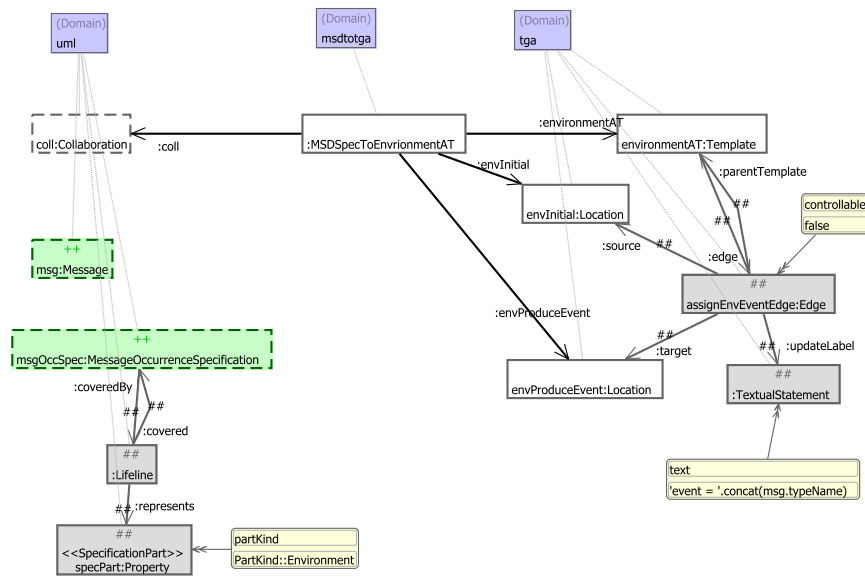 (Domain)
uml
(Domain)
msdtotga
(Domain)
tga
coll:Collaboration
:coll
:MSDSpecToEnvrionmentAT
:environmentAT
environmentAT:Template
:envInitial
:parentTemplate
envInitial:Location
##
##
controllable
false
:source
##
:edge
++
msg:Message
##
assignEnvEventEdge:Edge
:envProduceEvent
++
msgOccSpec:MessageOccurrenceSpecification
##
:target
##
:updateLabel
envProduceEvent:Location
##
:TextualStatement
:coveredBy
##
##
:covered
##
:Lifeline
text
'event = '.concat(msg.typeName)
##
:represents
##
<<SpecificationPart>>
specPart:Property
partKind
PartKind::Environment